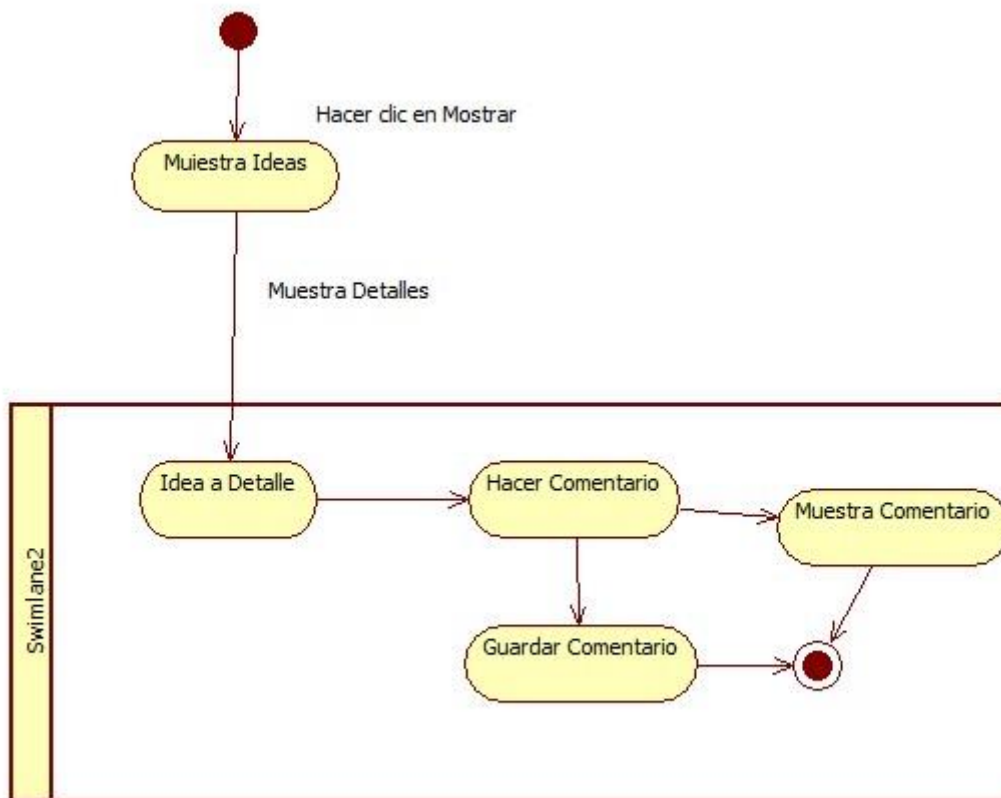 Hacer clic en Mostrar
Muiestra Ideas
Muestra Detalles
Swimlane2
Idea a Detalle
Hacer Comentario
Muestra Comentario
Guardar Comentario